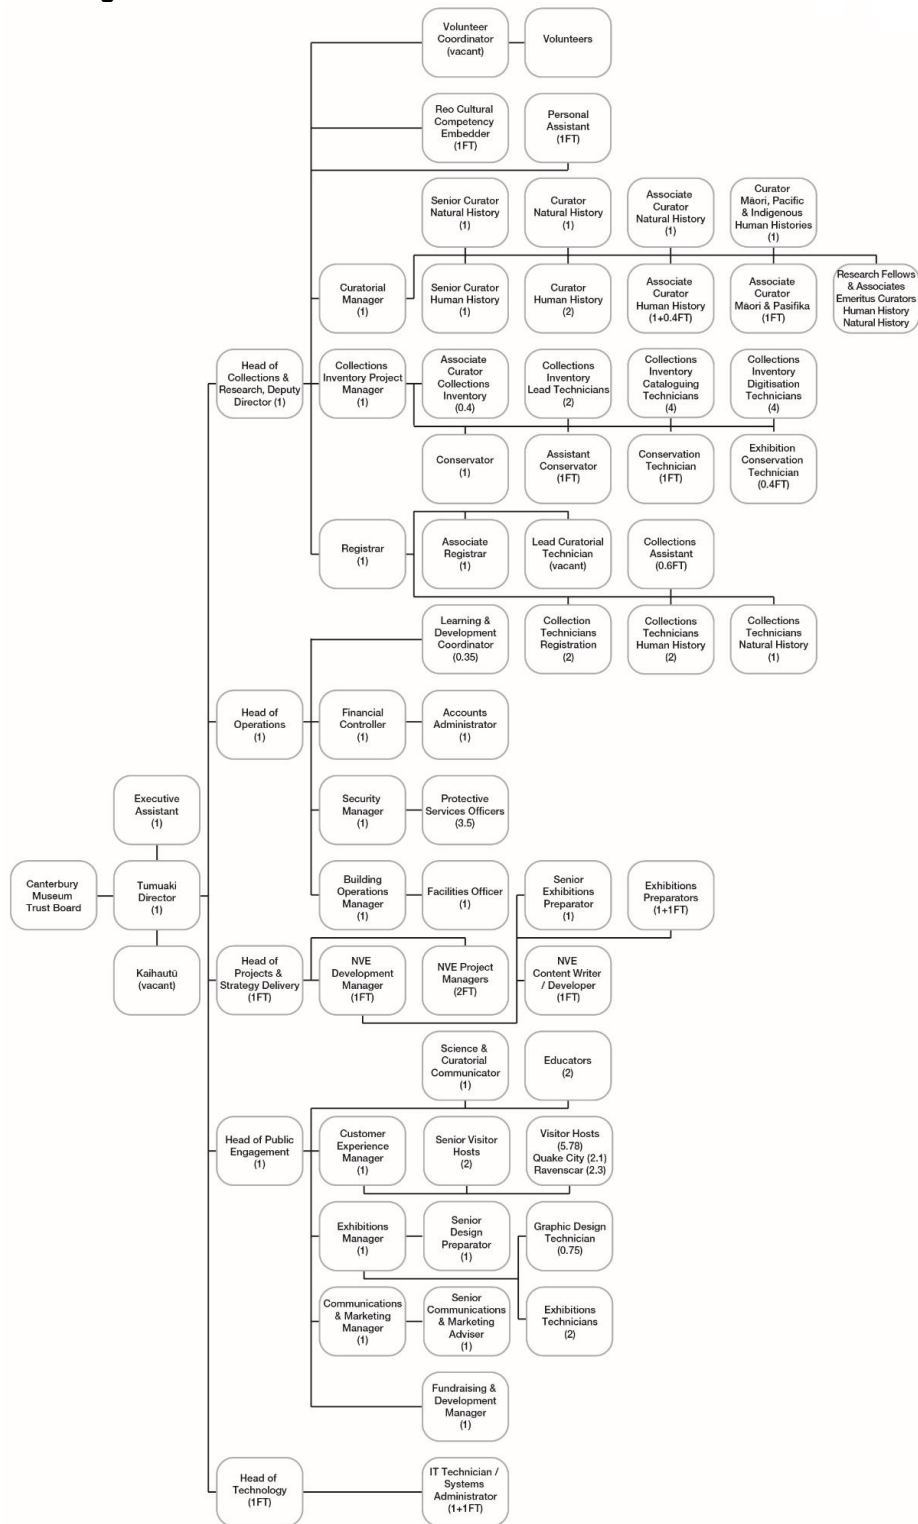 Volunteer
Coordinator
(vacant)
Volunteers
Reo Cultural
Competency
Embedder
(1FT)
Personal
Assistant
(1FT)
Senior Curator
Natural History
(1)
Curator
Natural History
(1)
Associate
Curator
Natural History
(1)
Curator
Māori, Pacific
& Indigenous
Human Histories
(1)
Curatorial
Manager
(1)
Senior Curator
Human History
(1)
Curator
Human History
(2)
Associate
Curator
Human History
(1+0.4FT)
Associate
Curator
Māori & Pasifika
(1FT)
Research Fellows
& Associates
Emeritus Curators
Human History
Natural History
Head of
Collections &
Research, Deputy
Director (1)
Collections
Inventory Project
Manager
(1)
Associate
Curator
Collections
Inventory
(0.4)
Collections
Inventory
Lead Technicians
(2)
Collections
Inventory
Cataloguing
Technicians
(4)
Collections
Inventory
Digitisation
Technicians
(4)
Conservator
(1)
Assistant
Conservator
(1FT)
Conservation
Technician
(1FT)
Exhibition
Conservation
Technician
(0.4FT)
Registrar
(1)
Associate
Registrar
(1)
Lead Curatorial
Technician
(vacant)
Collections
Assistant
(0.6FT)
Learning &
Development
Coordinator
(0.35)
Collection
Technicians
Registration
(2)
Collections
Technicians
Human History
(2)
Collections
Technicians
Natural History
(1)
Head of
Operations
(1)
Financial
Controller
(1)
Accounts
Administrator
(1)
Executive
Assistant
(1)
Security
Manager
(1)
Protective
Services Officers
(3.5)
Canterbury
Museum
Trust Board
Tumuaki
Director
(1)
Building
Operations
Manager
(1)
Facilities Officer
(1)
Senior
Exhibitions
Preparator
(1)
Exhibitions
Preparators
(1+1FT)
Kaihautū
(vacant)
Head of
Projects &
Strategy Delivery
(1FT)
NVE
Development
Manager
(1FT)
NVE Project
Managers
(2FT)
NVE
Content Writer
/ Developer
(1FT)
Science &
Curatorial
Communicator
(1)
Educators
(2)
Head of Public
Engagement
(1)
Customer
Experience
Manager
(1)
Senior Visitor
Hosts
(2)
Visitor Hosts
(5.78)
Quake City (2.1)
Ravenscar (2.3)
Exhibitions
Manager
(1)
Senior
Design
Preparator
(1)
Graphic Design
Technician
(0.75)
Communications
& Marketing
Manager
(1)
Senior
Communications
& Marketing
Adviser
(1)
Exhibitions
Technicians
(2)
Fundraising &
Development
Manager
(1)
Head of
Technology
(1FT)
IT Technician /
Systems
Administrator
(1+1FT)